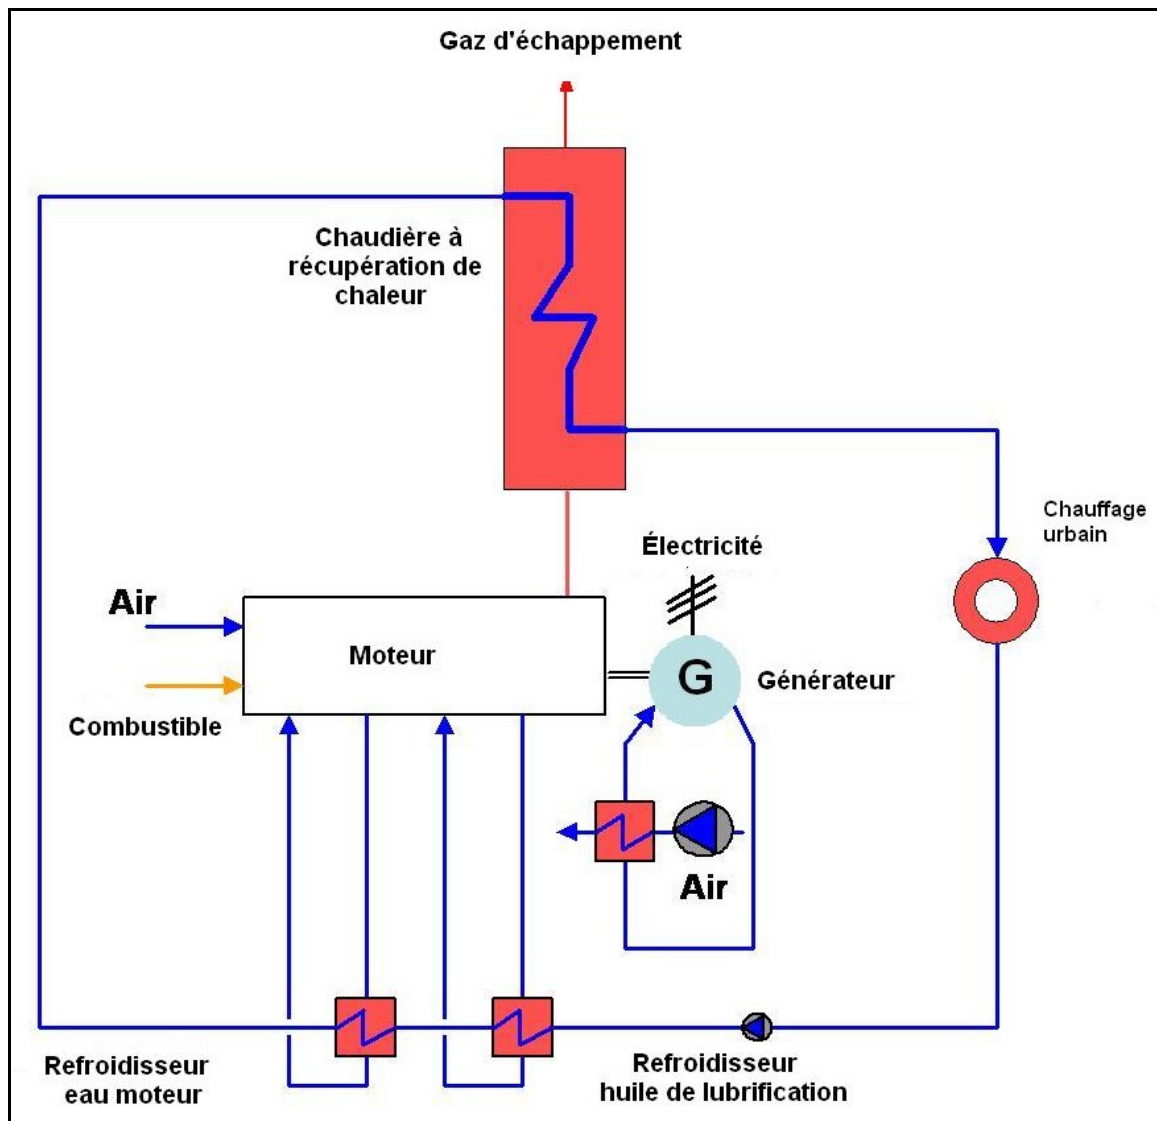 Gaz d'échappement
Chaudière à
récupération de
chaleur
Chauffage
urbain
Électricité
Air
Moteur
G
Générateur
Combustible
Air
Refroidisseur
eau moteur
Refroidisseur
huile de lubrification